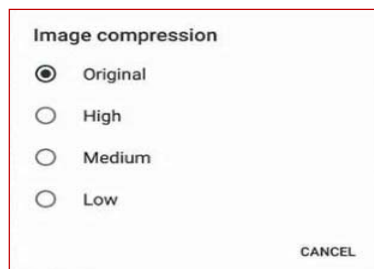 Image compression
Original
High
Medium
Low
CANCEL